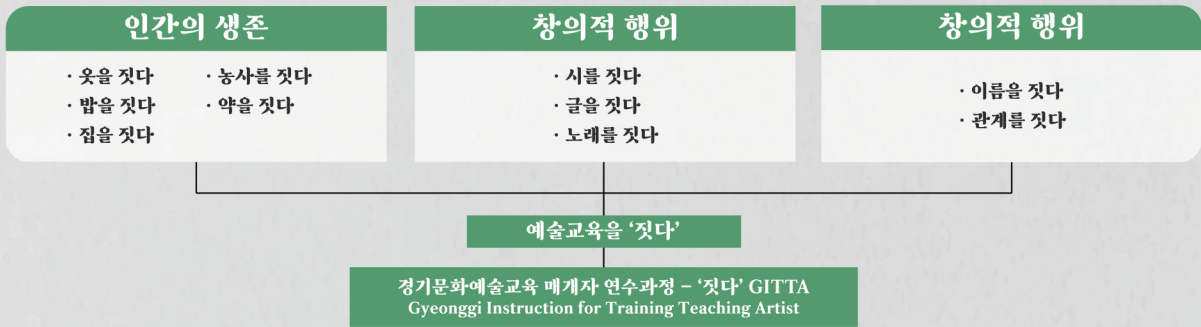 인간의 생존
· 옷을 짓다
· 밥을 짓다
· 집을 짓다
· 농사를 짓다
· 약을 짓다
창의적 행위
· 시를 짓다
· 글을 짓다
· 노래를 짓다
창의적 행위
· 이름을 짓다
· 관계를 짓다
예술교육을 ‘짓다’
경기문화예술교육 매개자 연수과정 – ‘짓다’ GITTA
Gyeonggi Instruction for Training Teaching Artist